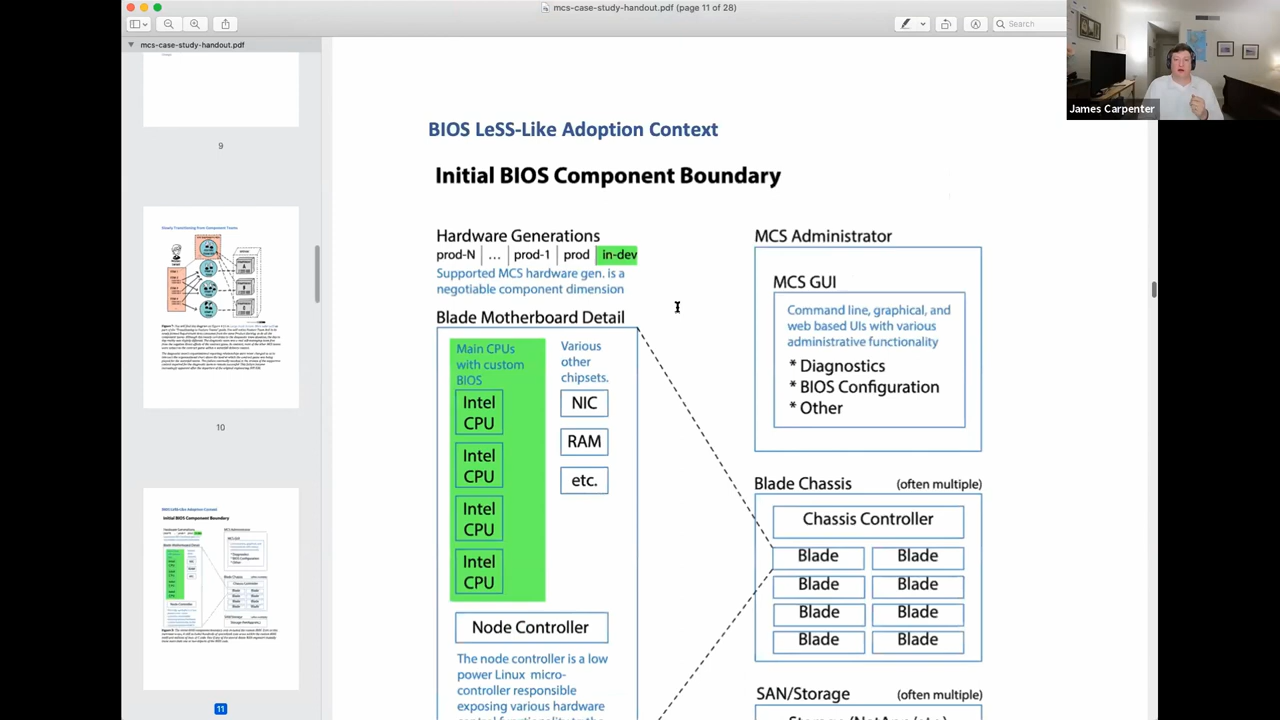 mcs-case-study-handout.pdf (page 11 of 28)
Search
James Carpenter
mcs-case-study-handout.pdf
9
10
11
BIOS LeSS-Like Adoption Context
Initial BIOS Component Boundary
Hardware Generations
prod-N | ... | prod-1 | prod | in-dev
Supported MCS hardware gen. is a
negotiable component dimension
Blade Motherboard Detail
Main CPUs
with custom
BIOS
Intel
CPU
Intel
CPU
Intel
CPU
Intel
CPU
Various
other
chipsets.
NIC
RAM
etc.
Node Controller
The node controller is a low
power Linux micro-
controller responsible
exposing various hardware
MCS Administrator
MCS GUI
Command line, graphical, and
web based UIs with various
administrative functionality
* Diagnostics
* BIOS Configuration
* Other
Blade Chassis (often multiple)
Chassis Controller
Blade Blade
Blade Blade
Blade Blade
Blade Blade
SAN/Storage (often multiple)